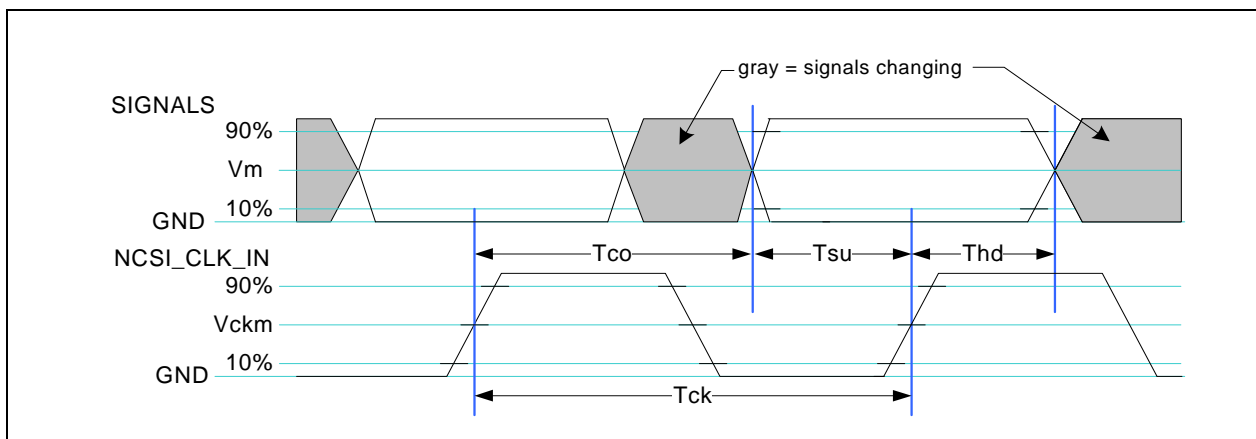 gray = signals changing
SIGNALS
90%
Vm
10%
GND
Tco
Tsu
Thd
NCSI_CLK_IN
90%
Vckm
10%
GND
Tck